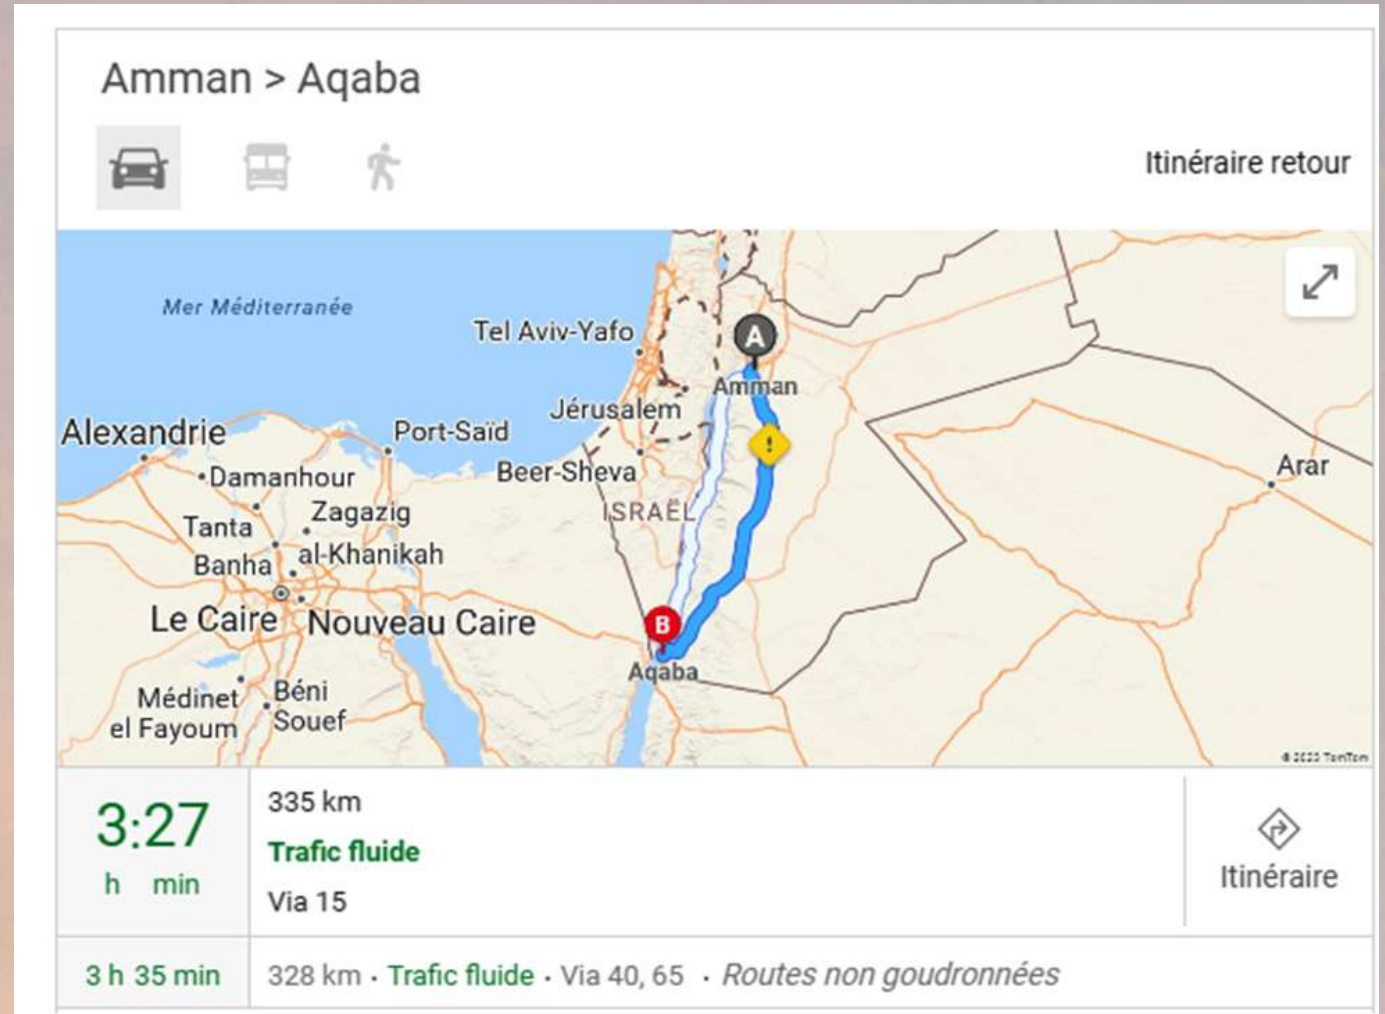 Amman > Aqaba
Itinéraire retour
Mer Méditerranée
Tel Aviv-Yafo
A
Amman
Jérusalem
Alexandrie
Port-Saïd
Beer-Sheva
Arar
Damanhour
ISRAËL
Zagazig
Tanta
al-Khanikah
Banha
Le Caire
Nouveau Caire
B
Aqaba
Médinet
el Fayoum
Béni
Souef
© 2022 TomTom
3:27
h min
335 km
Trafic fluide
Via 15
Itinéraire
3 h 35 min
328 km · Trafic fluide · Via 40, 65 · Routes non goudronnées